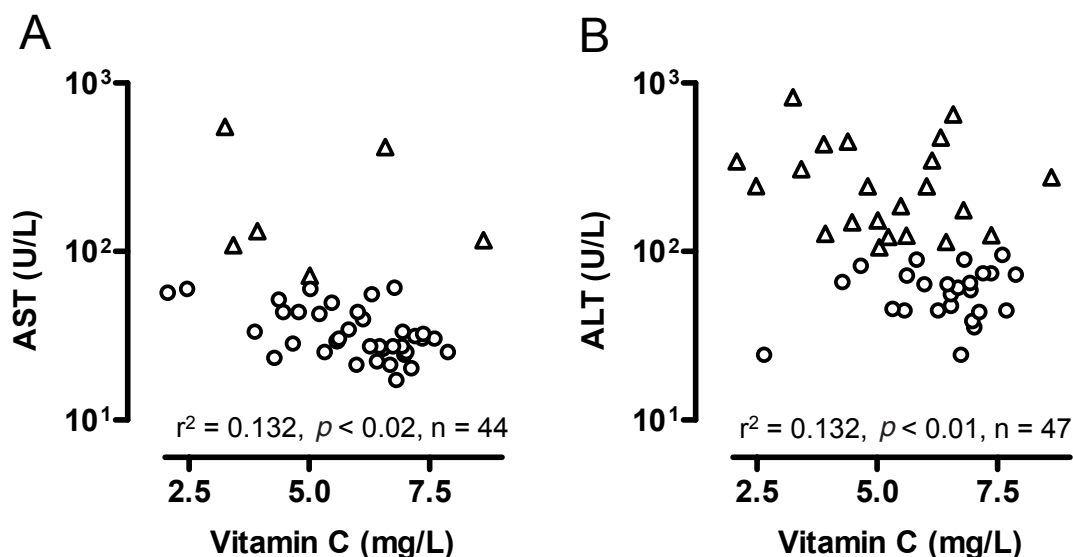 A
B
10³
10²
10¹
AST (U/L)
r² = 0.132, p < 0.02, n = 44
2.5 5.0 7.5
Vitamin C (mg/L)
10³
10²
10¹
ALT (U/L)
r² = 0.132, p < 0.01, n = 47
2.5 5.0 7.5
Vitamin C (mg/L)